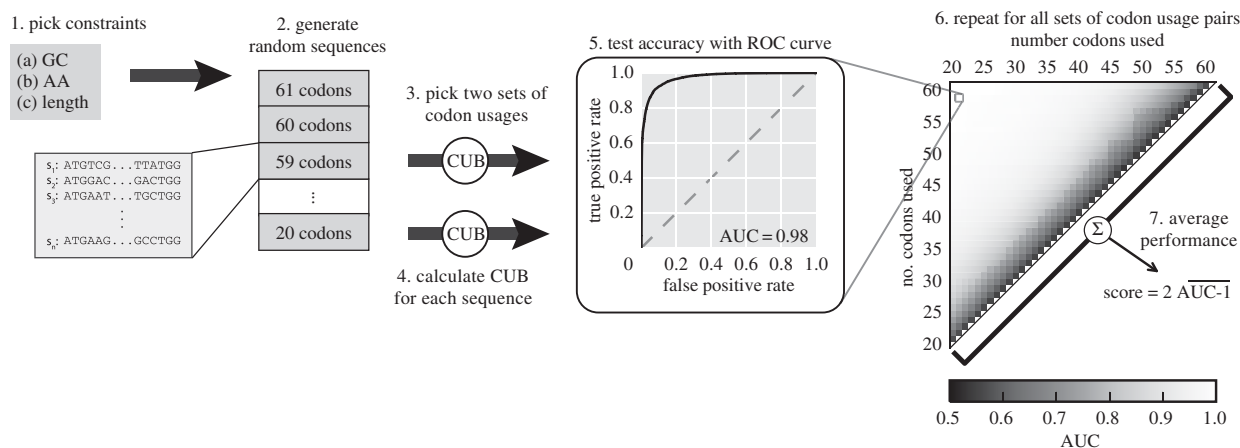 1. pick constraints
(a) GC
(b) AA
(c) length
2. generate
random sequences
61 codons
60 codons
59 codons
⋮
20 codons
s1: ATGTCG...TTATGG
s2: ATGGAC...GACTGG
s3: ATGAAT...TGCTGG
⋮
sn: ATGAAG...GCCTGG
3. pick two sets of
codon usages
CUB
CUB
4. calculate CUB
for each sequence
5. test accuracy with ROC curve
true positive rate
1.0
0.8
0.6
0.4
0.2
AUC = 0.98
0 0.2 0.4 0.6 0.8 1.0
false positive rate
6. repeat for all sets of codon usage pairs
number codons used
20 25 30 35 40 45 50 55 60
no. codons used
60
55
50
45
40
35
30
25
20
Σ
7. average
performance
score = 2 A̅U̅C̅-̅1̅
0.5 0.6 0.7 0.8 0.9 1.0
AUC